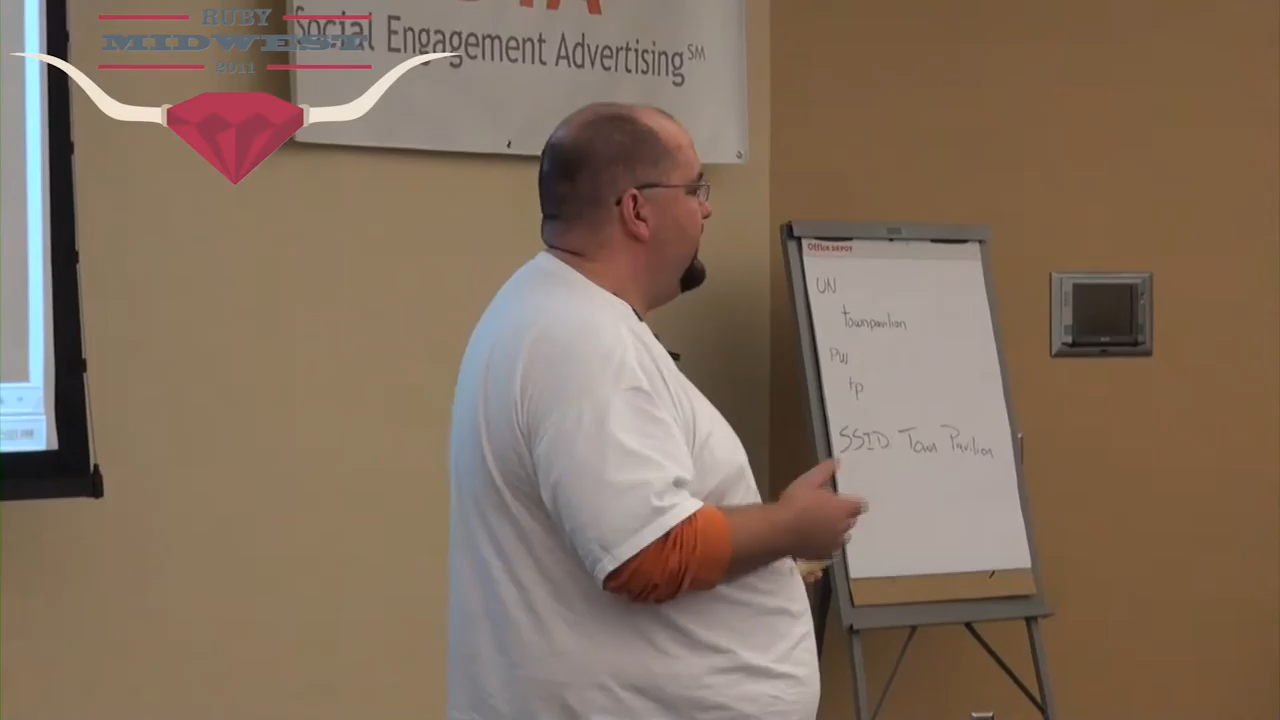 RUBY
MIDWEST
2011
Social Engagement Advertising℠
Office DEPOT
UN
townpavilion
PW
tp
SSID Town Pavilion